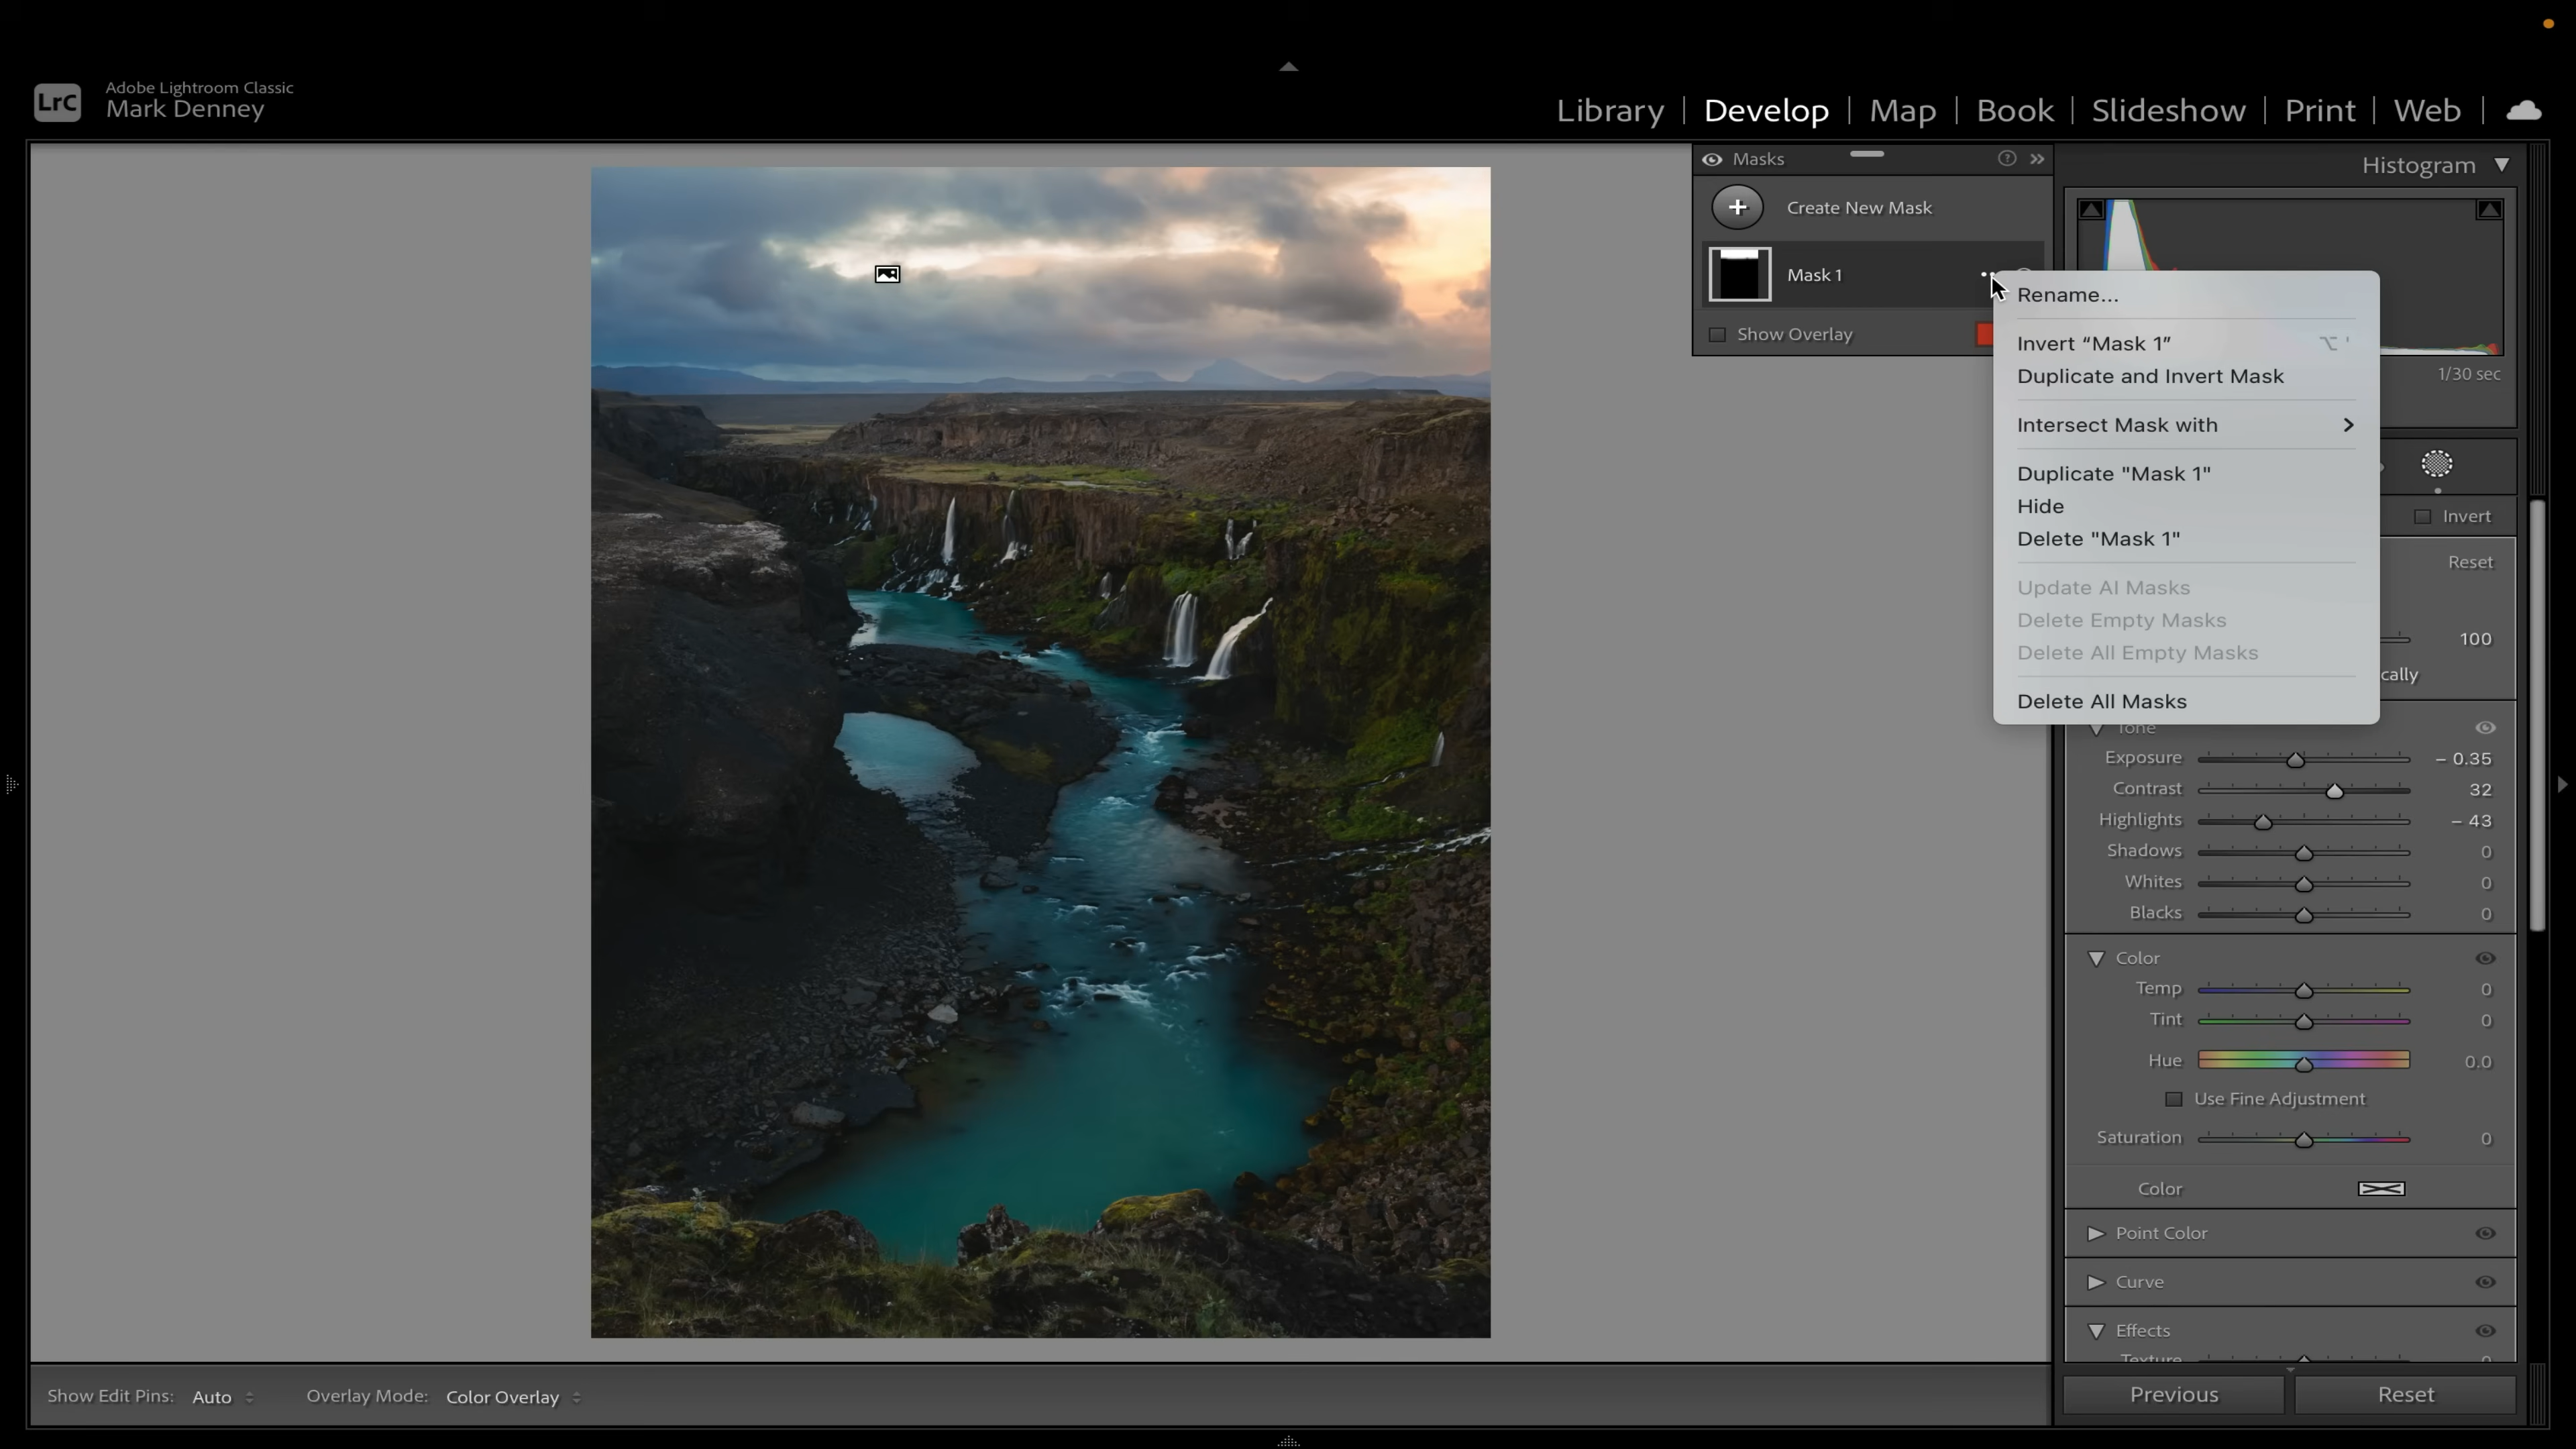 Adobe Lightroom Classic
LrC
Mark Denney
Library | Develop | Map | Book | Slideshow | Print | Web
Masks
Histogram
Create New Mask
Mask 1
Show Overlay
Rename...
Invert “Mask 1” ⌥ '
Duplicate and Invert Mask
1/30 sec
Intersect Mask with
Duplicate "Mask 1"
Hide
Invert
Delete "Mask 1"
Reset
Update AI Masks
Delete Empty Masks
100
Delete All Empty Masks
cally
Delete All Masks
Tone
Exposure – 0.35
Contrast 32
Highlights – 43
Shadows 0
Whites 0
Blacks 0
Color
Temp 0
Tint 0
Hue 0.0
Use Fine Adjustment
Saturation 0
Color
Point Color
Curve
Effects
Texture 0
Show Edit Pins: Auto Overlay Mode: Color Overlay
Previous Reset